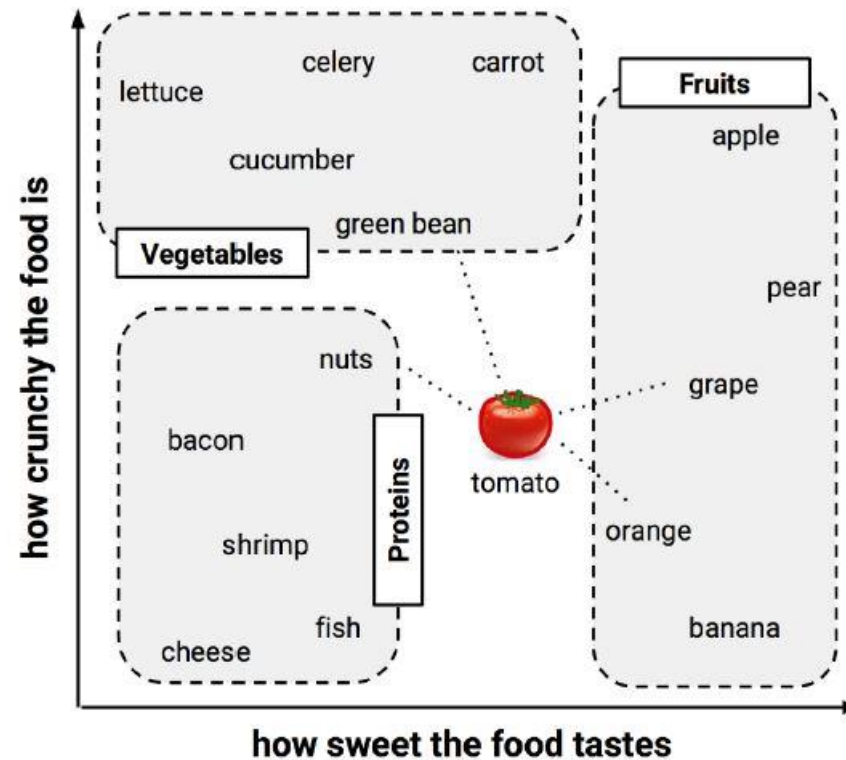 how crunchy the food is
celery
carrot
lettuce
cucumber
green bean
Vegetables
Fruits
apple
pear
grape
orange
banana
nuts
bacon
shrimp
fish
cheese
Proteins
tomato
how sweet the food tastes